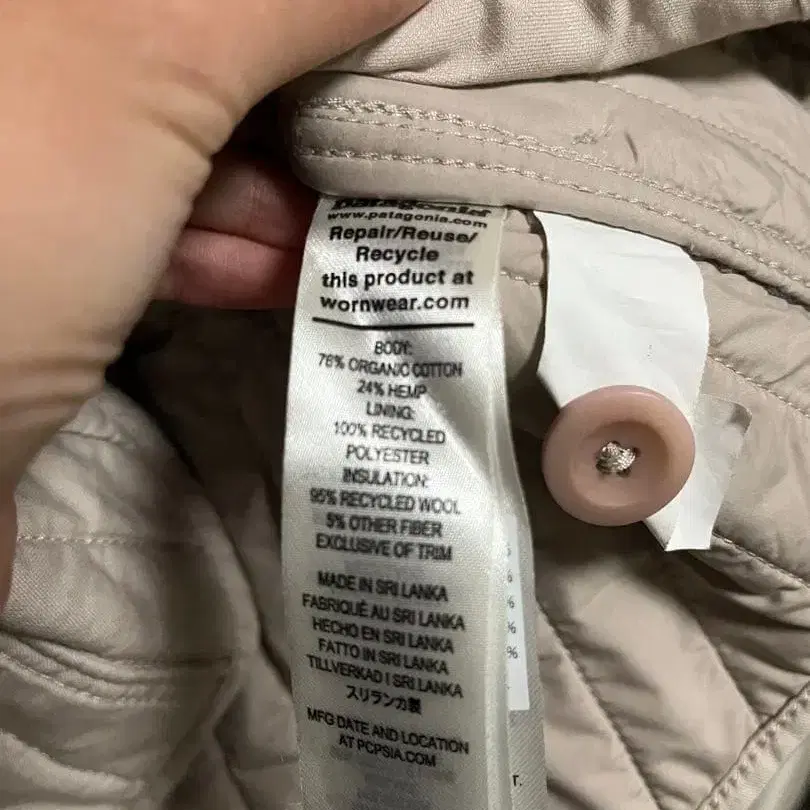 patagonia
www.patagonia.com
Repair/Reuse/
Recycle
this product at
wornwear.com
BODY:
76% ORGANIC COTTON
24% HEMP
LINING:
100% RECYCLED
POLYESTER
INSULATION:
95% RECYCLED WOOL
5% OTHER FIBER
EXCLUSIVE OF TRIM
MADE IN SRI LANKA
FABRIQUÉ AU SRI LANKA
HECHO EN SRI LANKA
FATTO IN SRI LANKA
TILLVERKAD I SRI LANKA
スリランカ製
MFG DATE AND LOCATION
AT PCPSIA.COM